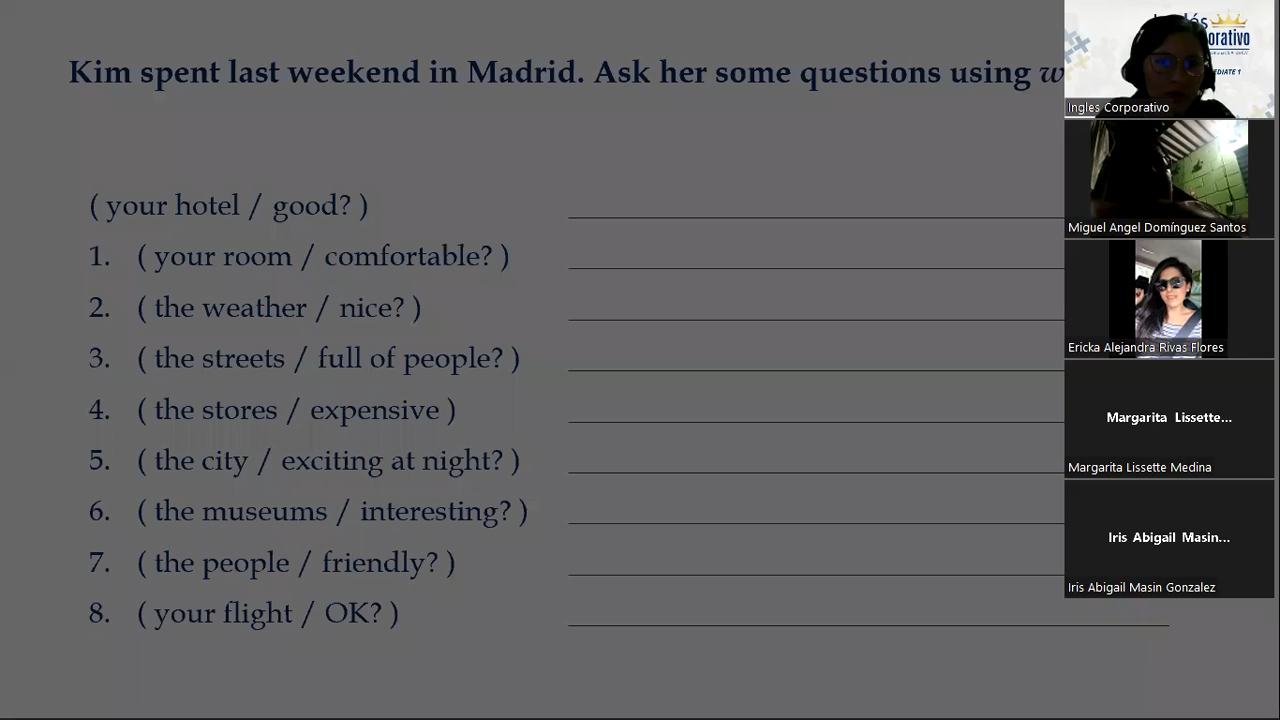 Kim spent last weekend in Madrid. Ask her some questions using
( your hotel / good? )
1. ( your room / comfortable? )
2. ( the weather / nice? )
3. ( the streets / full of people? )
4. ( the stores / expensive )
5. ( the city / exciting at night? )
6. ( the museums / interesting? )
7. ( the people / friendly? )
8. ( your flight / OK? )
Ingles Corporativo
Miguel Angel Domínguez Santos
Ericka Alejandra Rivas Flores
Margarita Lissette...
Margarita Lissette Medina
Iris Abigail Masin...
Iris Abigail Masin Gonzalez